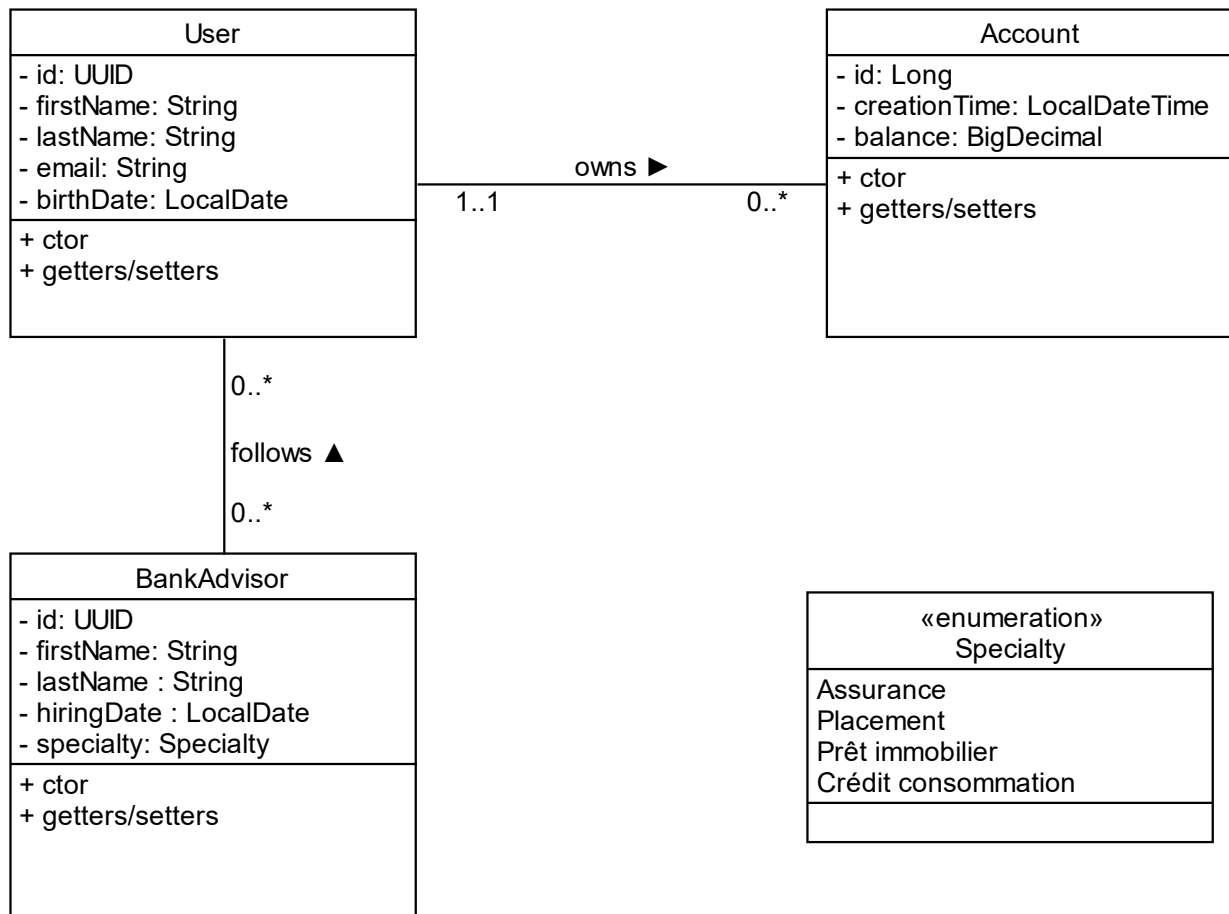 User
- id: UUID
- firstName: String
- lastName: String
- email: String
- birthDate: LocalDate
+ ctor
+ getters/setters
owns ►
1..1
0..*
Account
- id: Long
- creationTime: LocalDateTime
- balance: BigDecimal
+ ctor
+ getters/setters
0..*
follows ▲
0..*
BankAdvisor
- id: UUID
- firstName: String
- lastName : String
- hiringDate : LocalDate
- specialty: Specialty
+ ctor
+ getters/setters
«enumeration»
Specialty
Assurance
Placement
Prêt immobilier
Crédit consommation